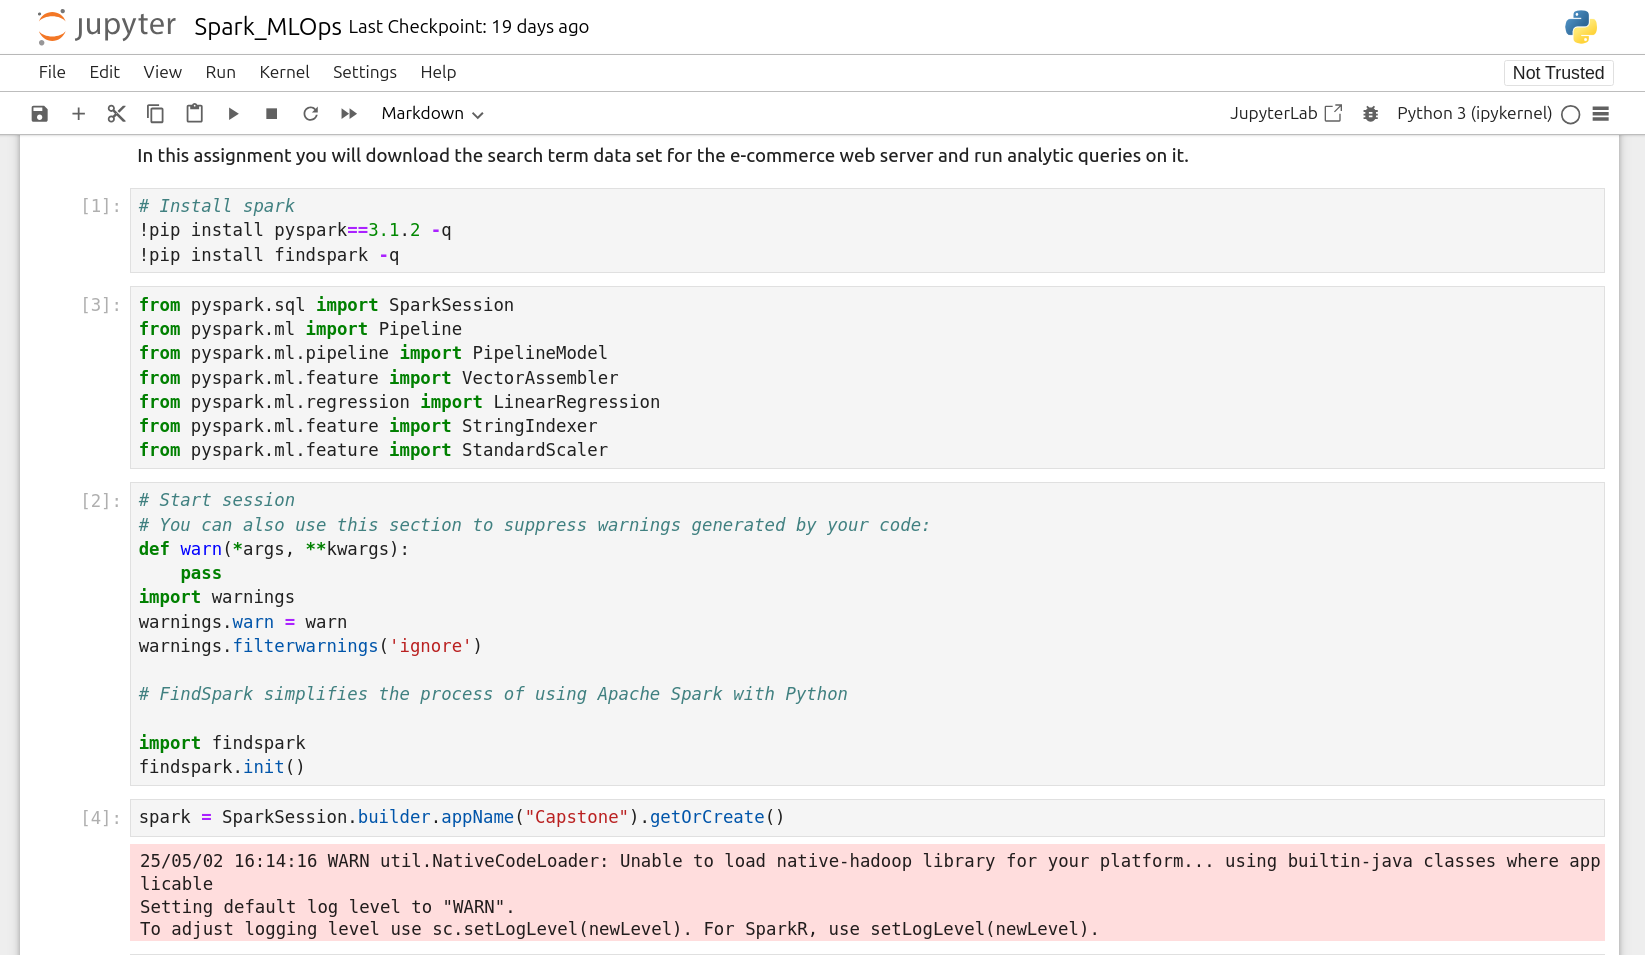 jupyter Spark_MLOps Last Checkpoint: 19 days ago
File Edit View Run Kernel Settings Help Not Trusted
Markdown JupyterLab Python 3 (ipykernel)
In this assignment you will download the search term data set for the e-commerce web server and run analytic queries on it.
[1]: # Install spark
!pip install pyspark==3.1.2 -q
!pip install findspark -q
[3]: from pyspark.sql import SparkSession
from pyspark.ml import Pipeline
from pyspark.ml.pipeline import PipelineModel
from pyspark.ml.feature import VectorAssembler
from pyspark.ml.regression import LinearRegression
from pyspark.ml.feature import StringIndexer
from pyspark.ml.feature import StandardScaler
[2]: # Start session
# You can also use this section to suppress warnings generated by your code:
def warn(*args, **kwargs):
    pass
import warnings
warnings.warn = warn
warnings.filterwarnings('ignore')
# FindSpark simplifies the process of using Apache Spark with Python
import findspark
findspark.init()
[4]: spark = SparkSession.builder.appName("Capstone").getOrCreate()
25/05/02 16:14:16 WARN util.NativeCodeLoader: Unable to load native-hadoop library for your platform... using builtin-java classes where app
licable
Setting default log level to "WARN".
To adjust logging level use sc.setLogLevel(newLevel). For SparkR, use setLogLevel(newLevel).